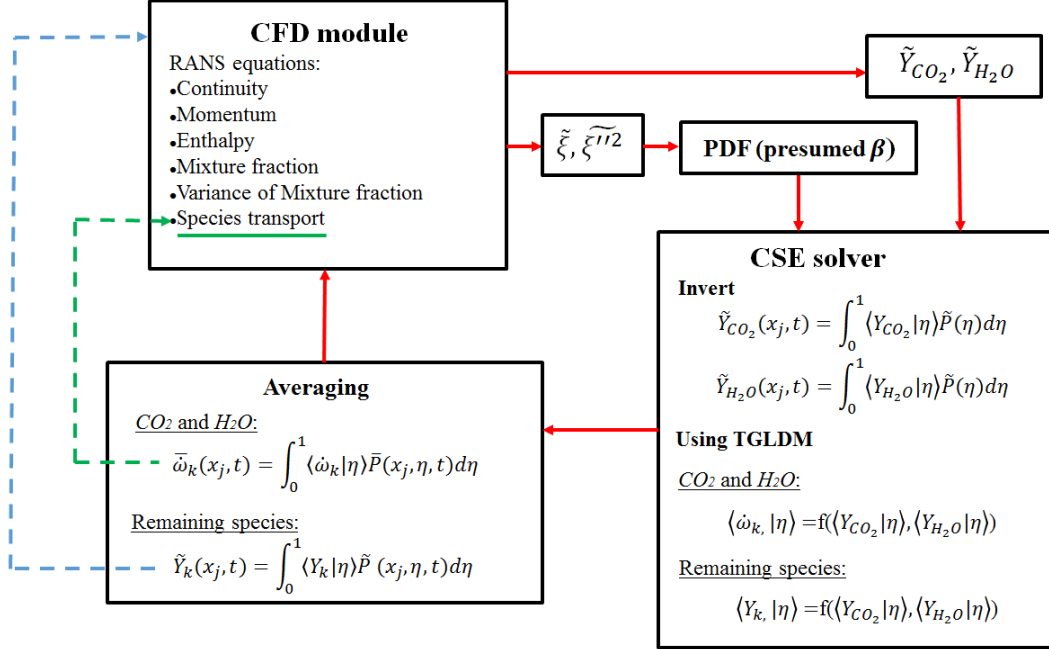 CFD module
RANS equations:
•Continuity
•Momentum
•Enthalpy
•Mixture fraction
•Variance of Mixture fraction
•Species transport
Ỹ_{CO₂}, Ỹ_{H₂O}
ξ̃, \widetilde{ξ''²}
PDF (presumed β)
CSE solver
Invert
Ỹ_{CO₂}(x_j, t) = ∫₀¹ ⟨Y_{CO₂}|η⟩P̃(η)dη
Ỹ_{H₂O}(x_j, t) = ∫₀¹ ⟨Y_{H₂O}|η⟩P̃(η)dη
Using TGLDM
CO₂ and H₂O:
⟨ω̇_{k,} |η⟩ =f(⟨Y_{CO₂}|η⟩,⟨Y_{H₂O}|η⟩)
Remaining species:
⟨Y_{k,} |η⟩ =f(⟨Y_{CO₂}|η⟩,⟨Y_{H₂O}|η⟩)
Averaging
CO₂ and H₂O:
\bar{ω̇}_k(x_j, t) = ∫₀¹ ⟨ω̇_k|η⟩P̄(x_j, η, t)dη
Remaining species:
Ỹ_k(x_j, t) = ∫₀¹ ⟨Y_k|η⟩P̃ (x_j, η, t)dη